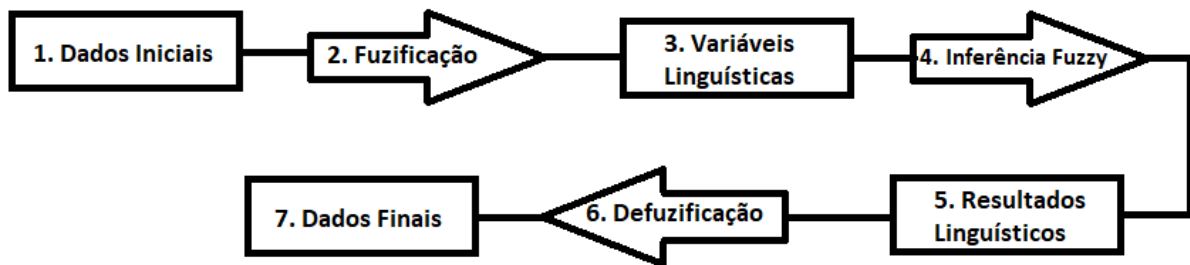 1. Dados Iniciais
2. Fuzificação
3. Variáveis
Linguísticas
4. Inferência Fuzzy
5. Resultados
Linguísticos
6. Defuzificação
7. Dados Finais